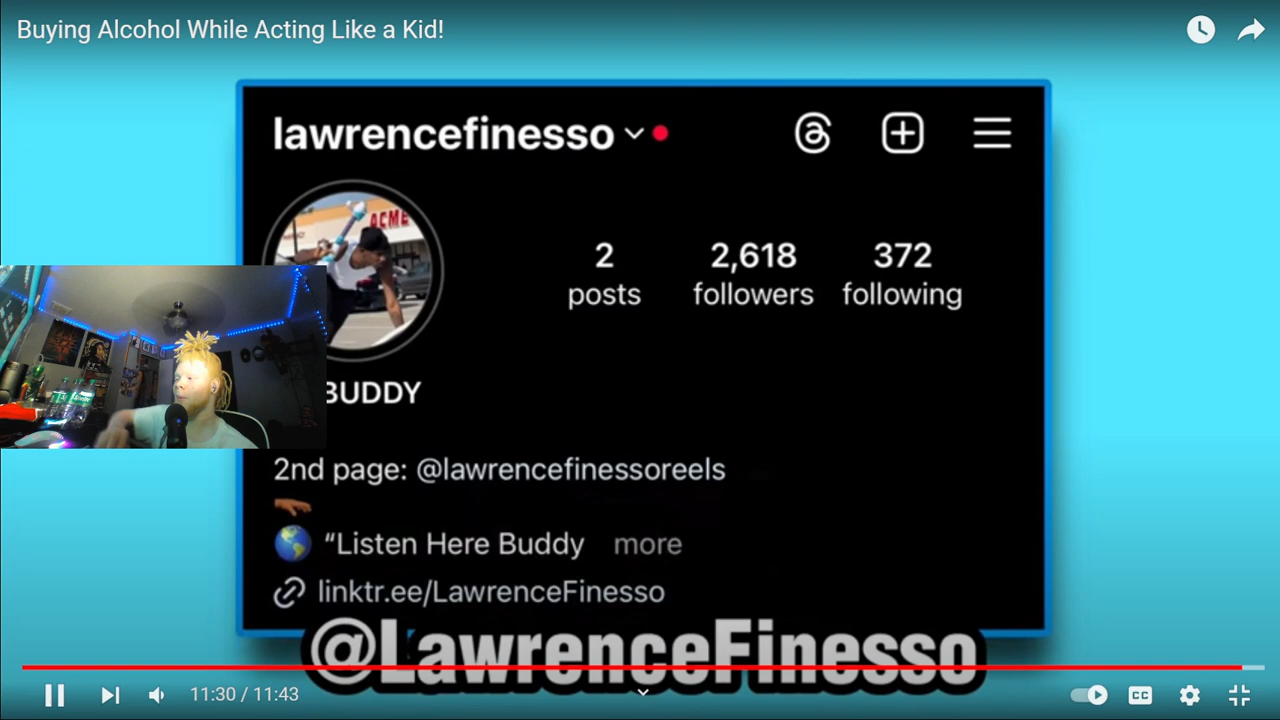 Buying Alcohol While Acting Like a Kid!
lawrencefinesso
ACME
2 2,618 372
posts followers following
BUDDY
2nd page: @lawrencefinessoreels
“Listen Here Buddy more
linktr.ee/LawrenceFinesso
@LawrenceFinesso
11:30 / 11:43
CC